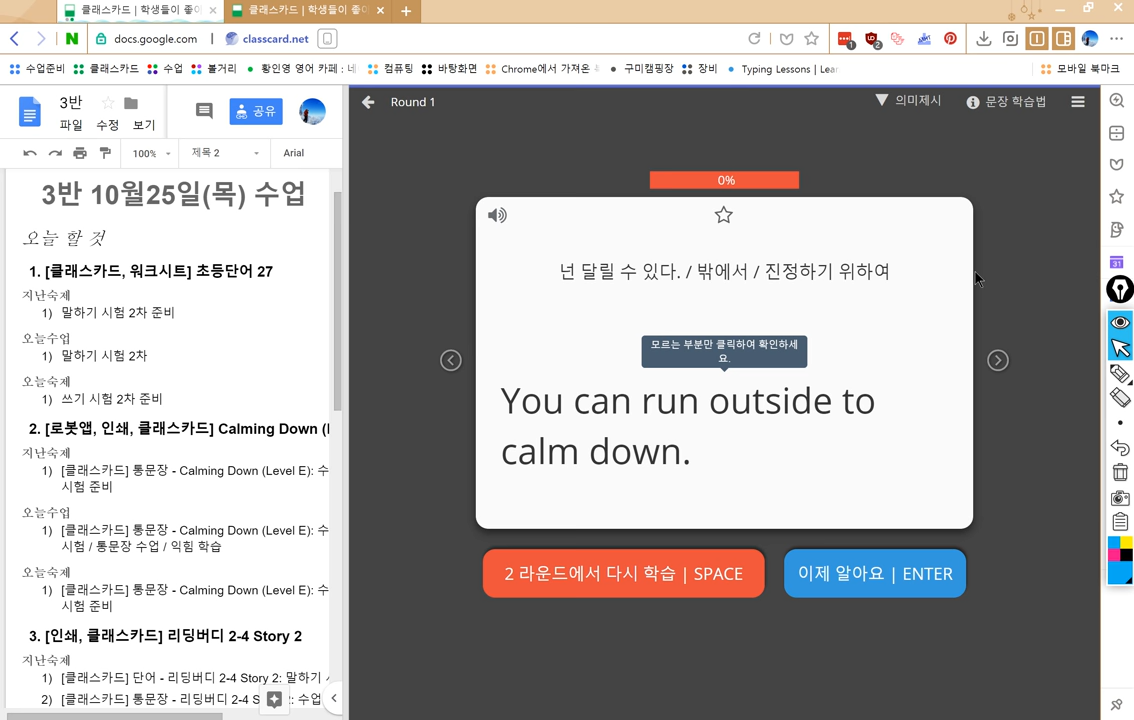 클래스카드 | 학생들이 좋아
클래스카드 | 학생들이 좋아
docs.google.com | classcard.net
수업준비 클래스카드 수업 볼거리 황인영 영어 카페 : 네 컴퓨팅 바탕화면 Chrome에서 가져온 구미캠핑장 장비 Typing Lessons | Lear 모바일 북마크
3반
파일 수정 보기
공유
100% 제목 2 Arial
3반 10월25일(목) 수업
오늘 할 것
1. [클래스카드, 워크시트] 초등단어 27
지난숙제
1) 말하기 시험 2차 준비
오늘수업
1) 말하기 시험 2차
오늘숙제
1) 쓰기 시험 2차 준비
2. [로봇앱, 인쇄, 클래스카드] Calming Down (
지난숙제
1) [클래스카드] 통문장 - Calming Down (Level E): 수
시험 준비
오늘수업
1) [클래스카드] 통문장 - Calming Down (Level E): 수
시험 / 통문장 수업 / 익힘 학습
오늘숙제
1) [클래스카드] 통문장 - Calming Down (Level E): 수
시험 준비
3. [인쇄, 클래스카드] 리딩버디 2-4 Story 2
지난숙제
1) [클래스카드] 단어 - 리딩버디 2-4 Story 2: 말하기
2) [클래스카드] 통문장 - 리딩버디 2-4 S 2: 수업
Round 1
의미제시
문장 학습법
0%
넌 달릴 수 있다. / 밖에서 / 진정하기 위하여
모르는 부분만 클릭하여 확인하세
요.
You can run outside to
calm down.
2 라운드에서 다시 학습 | SPACE
이제 알아요 | ENTER
1
2
31